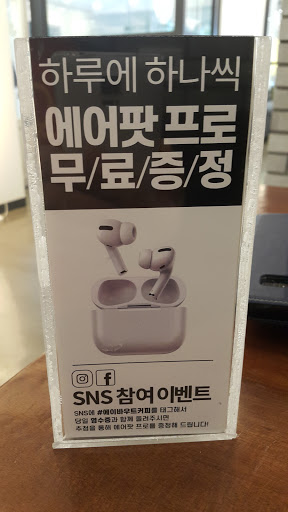 하루에 하나씩
에어팟 프로
무/료/증/정
SNS 참여이벤트
SNS에 #에이바우트커피를 태그해서
당일 영수증과 함께 올려주시면
추첨을 통해 에어팟 프로를 증정해 드립니다!